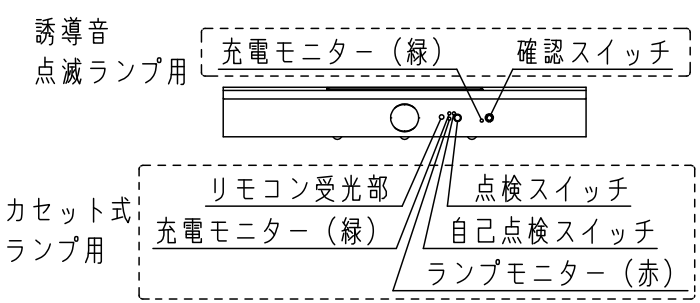 誘導音
点滅ランプ用
充電モニター（緑）
確認スイッチ
カセット式
ランプ用
リモコン受光部
点検スイッチ
充電モニター（緑）
自己点検スイッチ
ランプモニター（赤）